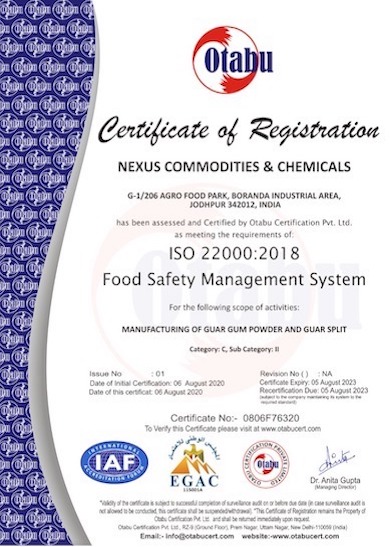 Otabu
Certificate of Registration
NEXUS COMMODITIES & CHEMICALS
G-1/206 AGRO FOOD PARK, BORANDA INDUSTRIAL AREA,
JODHPUR 342012, INDIA
has been assessed and Certified by Otabu Certification Pvt. Ltd.
as meeting the requirements of:
ISO 22000:2018
Food Safety Management System
For the following scope of activities:
MANUFACTURING OF GUAR GUM POWDER AND GUAR SPLIT
Category: C, Sub Category: II
Issue No : 01
Date of Initial Certification: 06 August 2020
Date of this certificat: 06 August 2020
Revision No ( ) : NA
Certificate Expiry: 05 August 2023
Recertification Due: 05 August 2023
(subject to the company maintaining its system to the
required standard)
Certificate No:- 0806F76320
To Verify this Certificate please visit at www.otabucert.com
INTERNATIONAL
IAF
ACCREDITATION FORUM
EGAC
OTABU CERTIFICATION PRIVATE LIMITED
Otabu
Dr. Anita Gupta
(Managing Director)
*Validity of the certificate is subject to successful completion of surveillance audit on or before due date (in case surveillance audit is
not allowed to be conducted, this certificate shall be suspended/withdrawal). "This Certificate of Registration remains the Property of
Otabu Certification Pvt. Ltd. and shall be returned immediately upon request.
Otabu Certification Pvt. Ltd., RZ-9 (Ground Floor), Prem Nagar, Uttam Nagar, New Delhi-110059 (India)
Email:- info@otabucert.com website:-www.otabucert.com